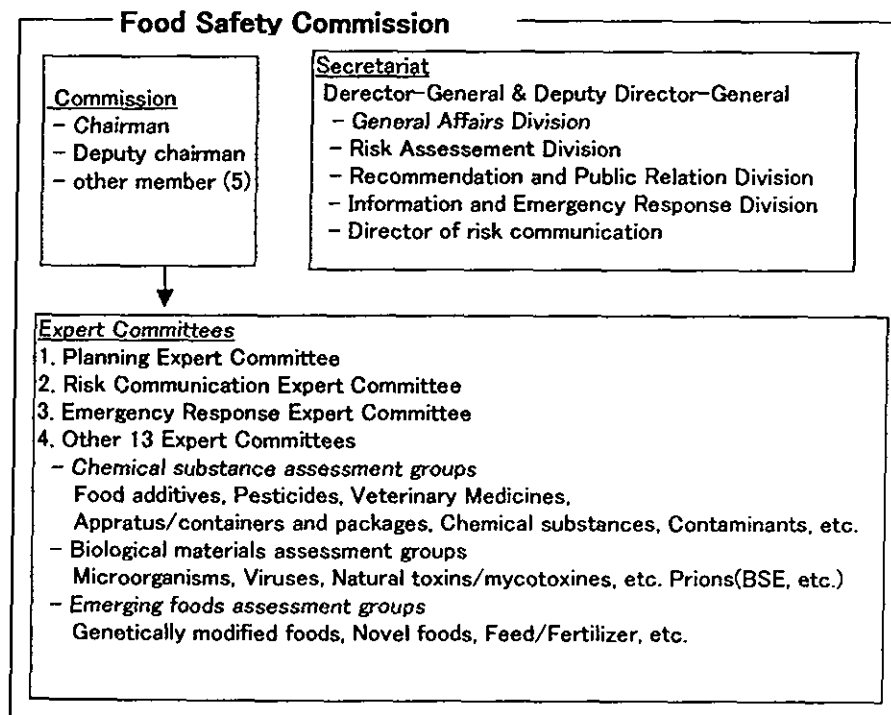 Food Safety Commission
Commission
- Chairman
- Deputy chairman
- other member (5)
Secretariat
Derector-General & Deputy Director-General
- General Affairs Division
- Risk Assessement Division
- Recommendation and Public Relation Division
- Information and Emergency Response Division
- Director of risk communication
Expert Committees
1. Planning Expert Committee
2. Risk Communication Expert Committee
3. Emergency Response Expert Committee
4. Other 13 Expert Committees
- Chemical substance assessment groups
Food additives, Pesticides, Veterinary Medicines,
Appratus/containers and packages, Chemical substances, Contaminants, etc.
- Biological materials assessment groups
Microorganisms, Viruses, Natural toxins/mycotoxines, etc. Prions(BSE, etc.)
- Emerging foods assessment groups
Genetically modified foods, Novel foods, Feed/Fertilizer, etc.